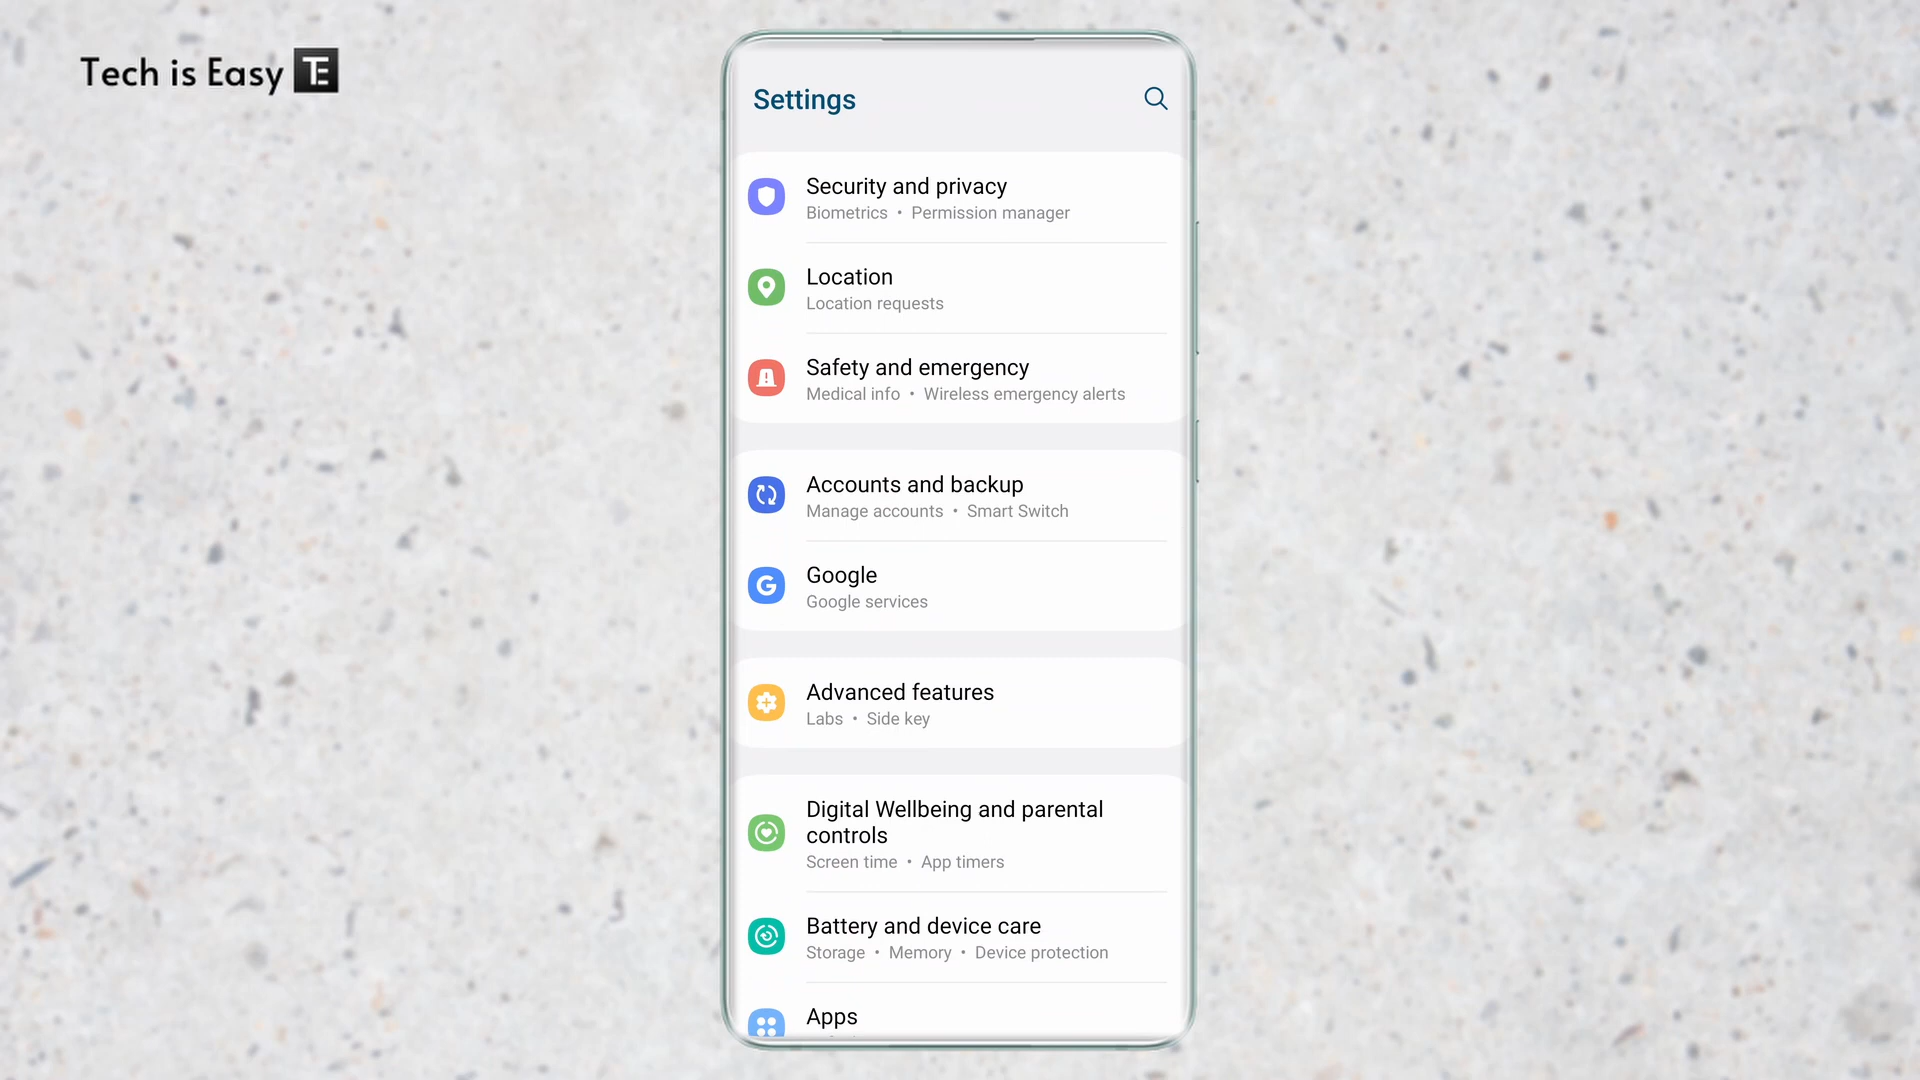 Tech is Easy TE
Settings
Security and privacy
Biometrics • Permission manager
Location
Location requests
Safety and emergency
Medical info • Wireless emergency alerts
Accounts and backup
Manage accounts • Smart Switch
Google
Google services
Advanced features
Labs • Side key
Digital Wellbeing and parental
controls
Screen time • App timers
Battery and device care
Storage • Memory • Device protection
Apps